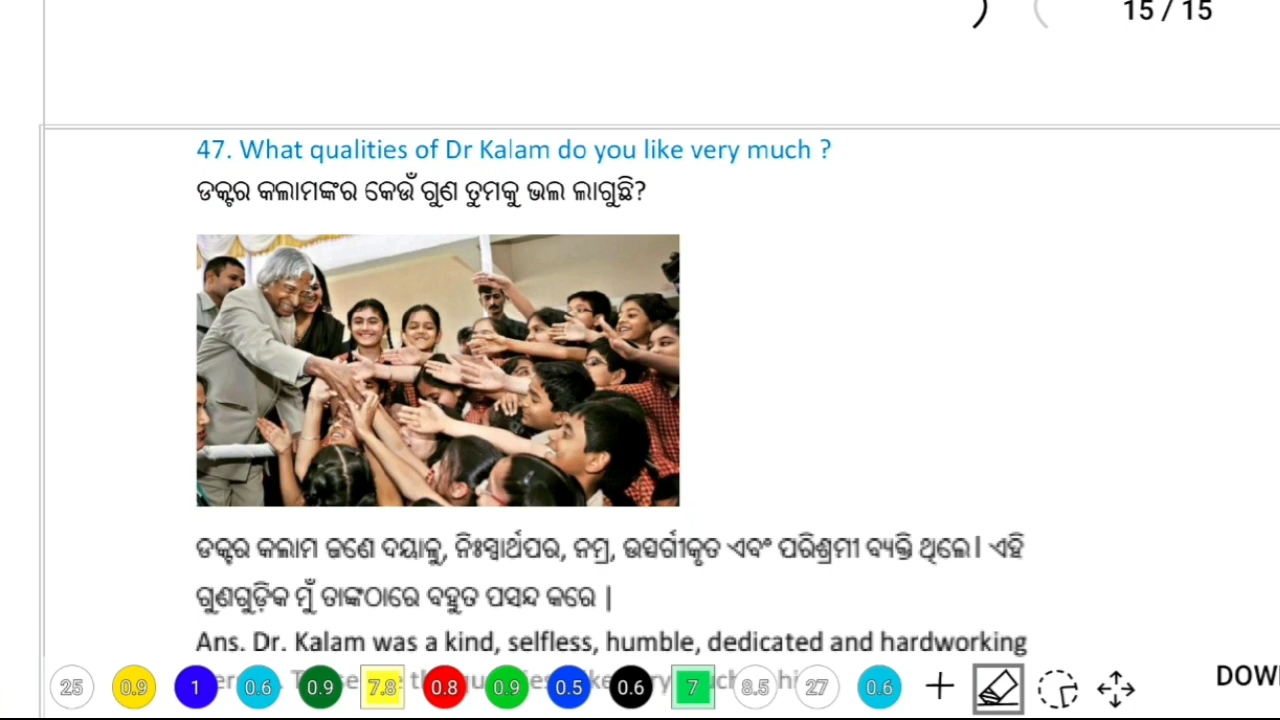 15 / 15
47. What qualities of Dr Kalam do you like very much ?
ଡକ୍ଟର କଲାମଙ୍କର କେଉଁ ଗୁଣ ତୁମକୁ ଭଲ ଲାଗୁଛି?
ଡକ୍ଟର କଲାମ ଜଣେ ଦୟାଳୁ, ନିଃସ୍ୱାର୍ଥପର, ନମ୍ର, ଉତ୍ସର୍ଗୀକୃତ ଏବଂ ପରିଶ୍ରମୀ ବ୍ୟକ୍ତି ଥିଲେ। ଏହି
ଗୁଣଗୁଡ଼ିକ ମୁଁ ତାଙ୍କଠାରେ ବହୁତ ପସନ୍ଦ କରେ |
Ans. Dr. Kalam was a kind, selfless, humble, dedicated and hardworking
25 0.9 1 0.6 0.9 7.8 0.8 0.9 0.5 0.6 7 8.5 27 0.6